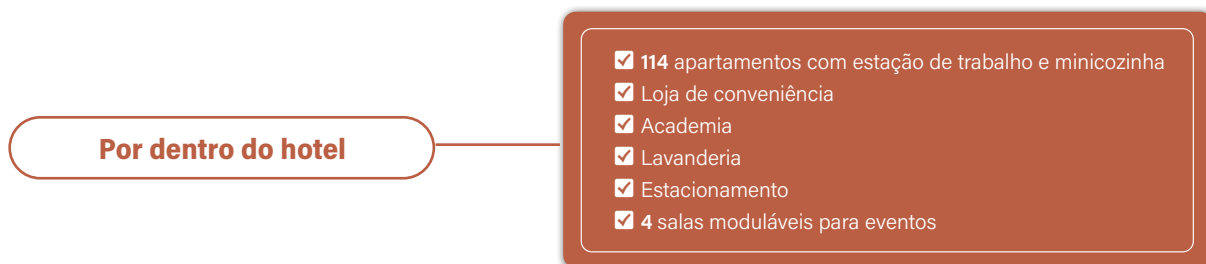 Por dentro do hotel
114 apartamentos com estação de trabalho e minicozinha
Loja de conveniência
Academia
Lavanderia
Estacionamento
4 salas moduláveis para eventos